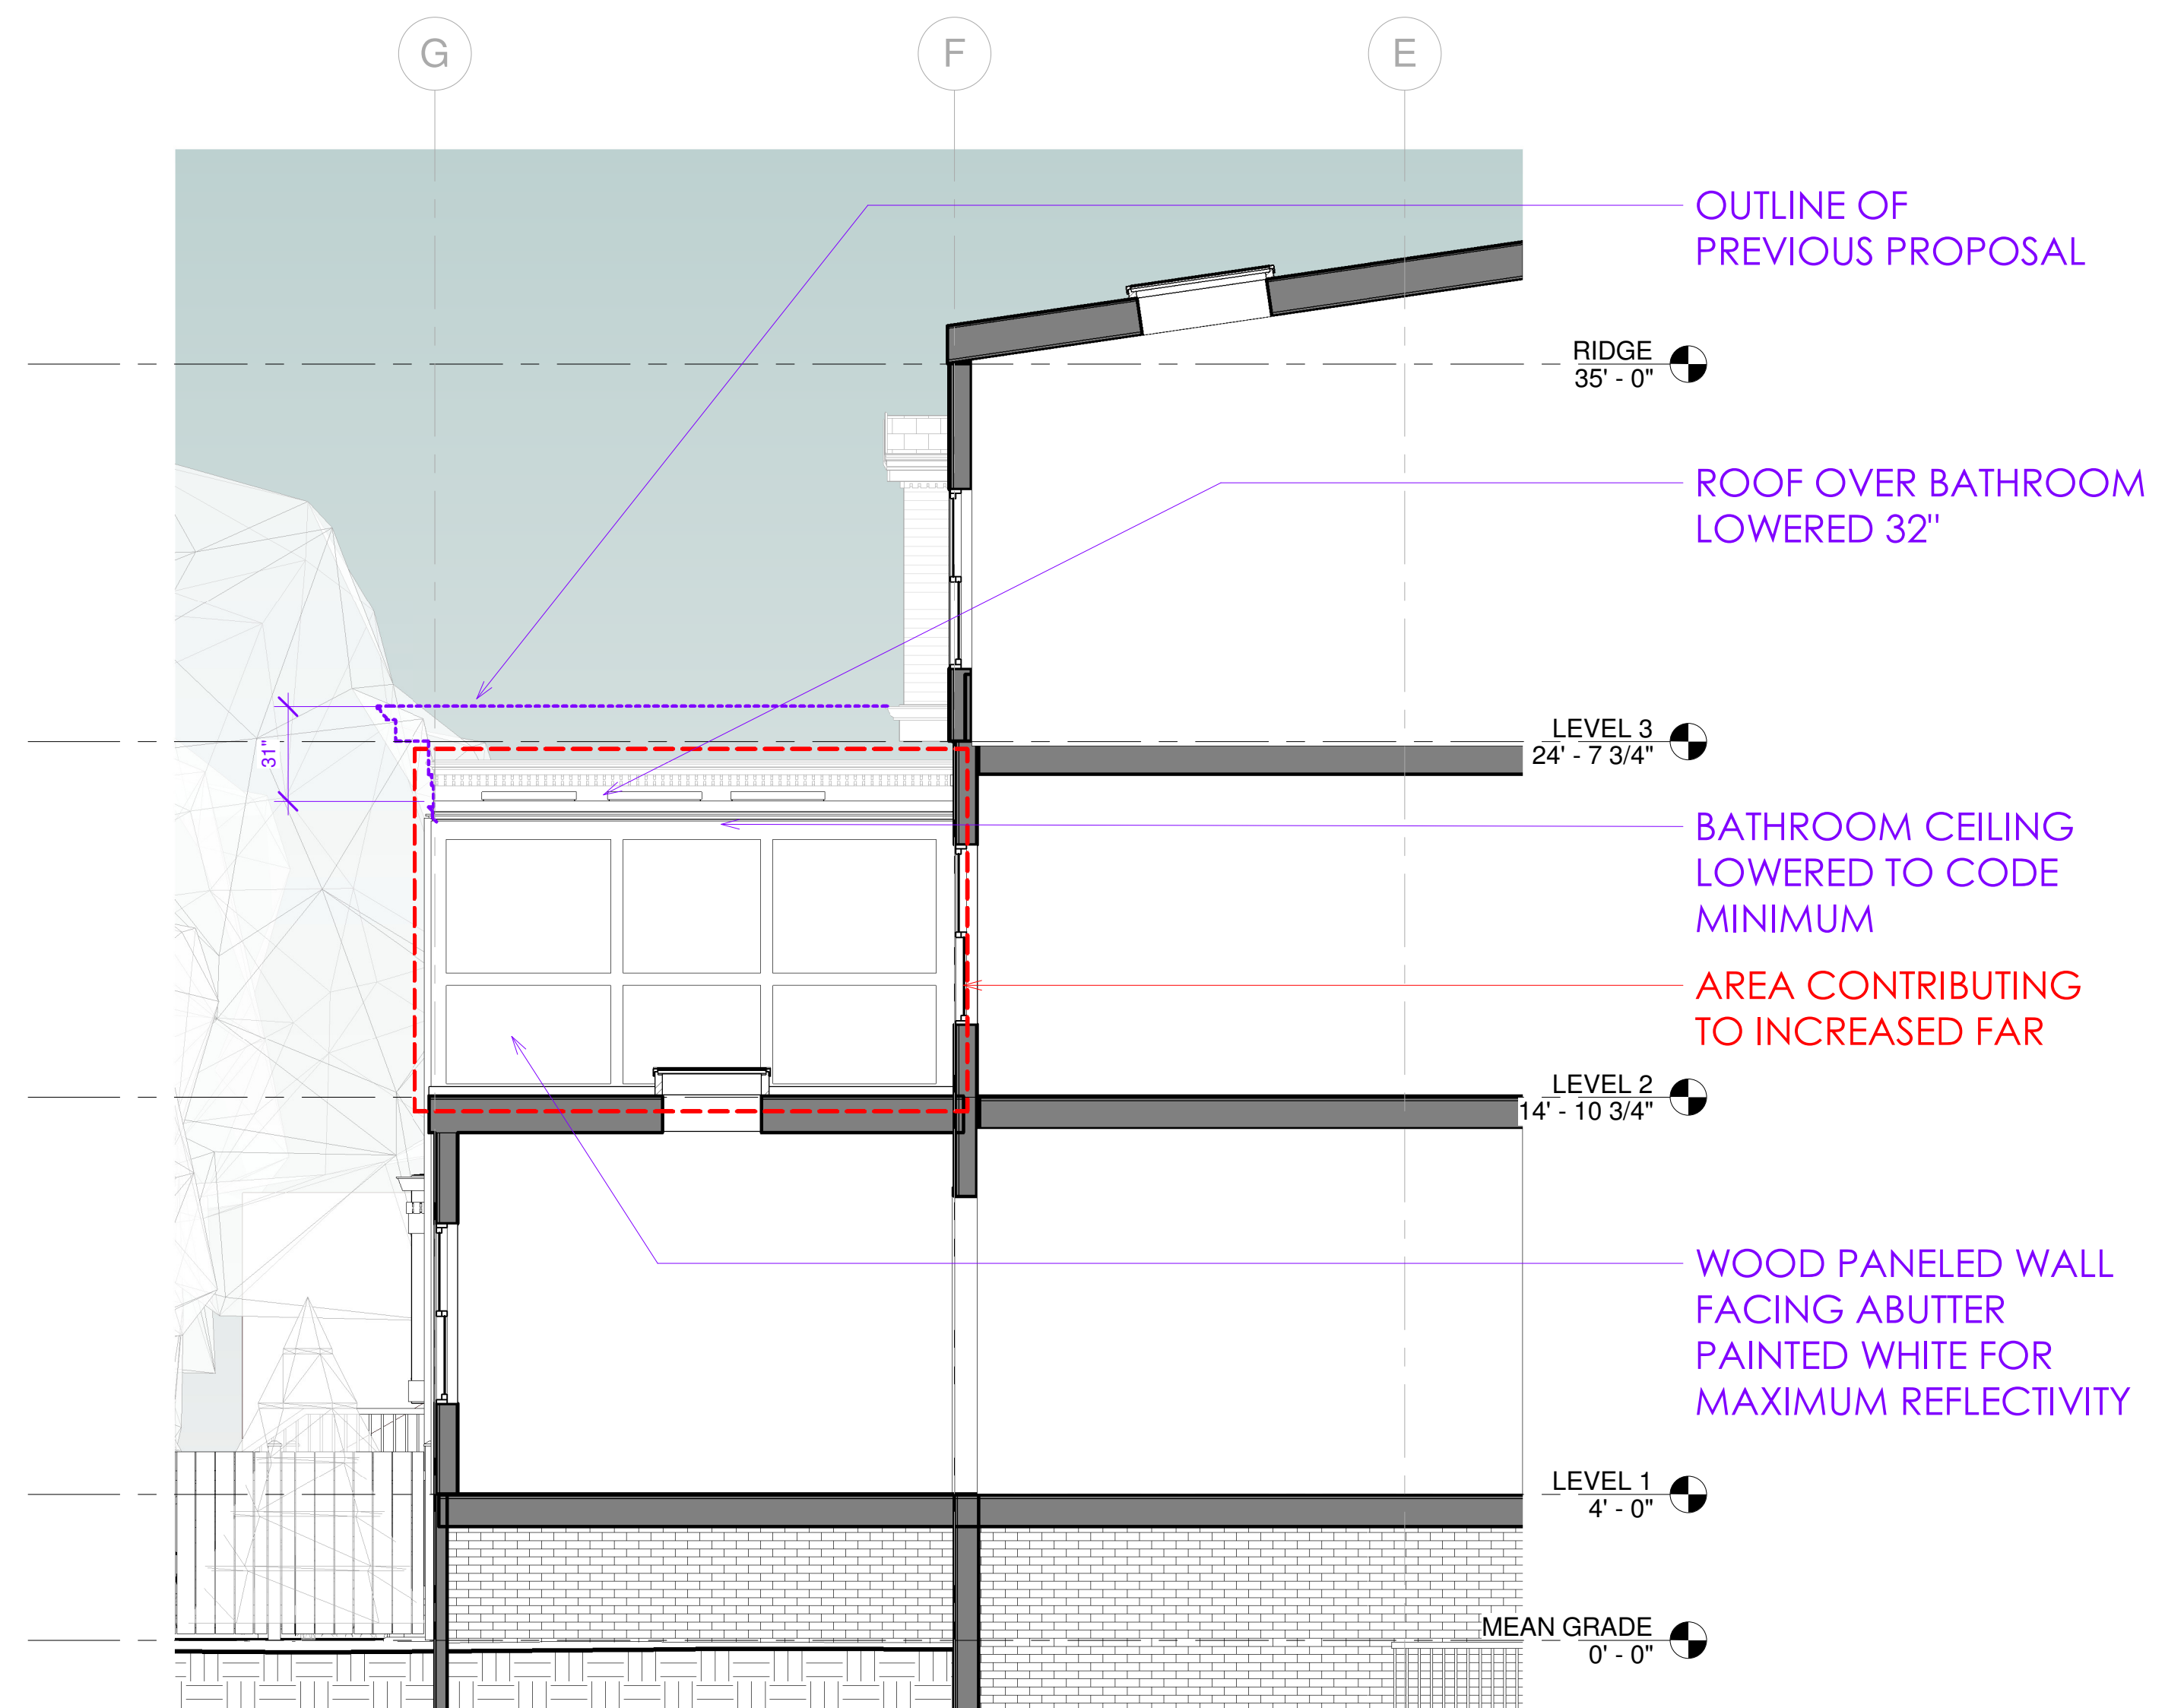 G
F
E
OUTLINE OF
PREVIOUS PROPOSAL
RIDGE
35' - 0"
ROOF OVER BATHROOM
LOWERED 32"
31"
LEVEL 3
24' - 7 3/4"
BATHROOM CEILING
LOWERED TO CODE
MINIMUM
AREA CONTRIBUTING
TO INCREASED FAR
LEVEL 2
14' - 10 3/4"
WOOD PANELED WALL
FACING ABUTTER
PAINTED WHITE FOR
MAXIMUM REFLECTIVITY
LEVEL 1
4' - 0"
MEAN GRADE
0' - 0"